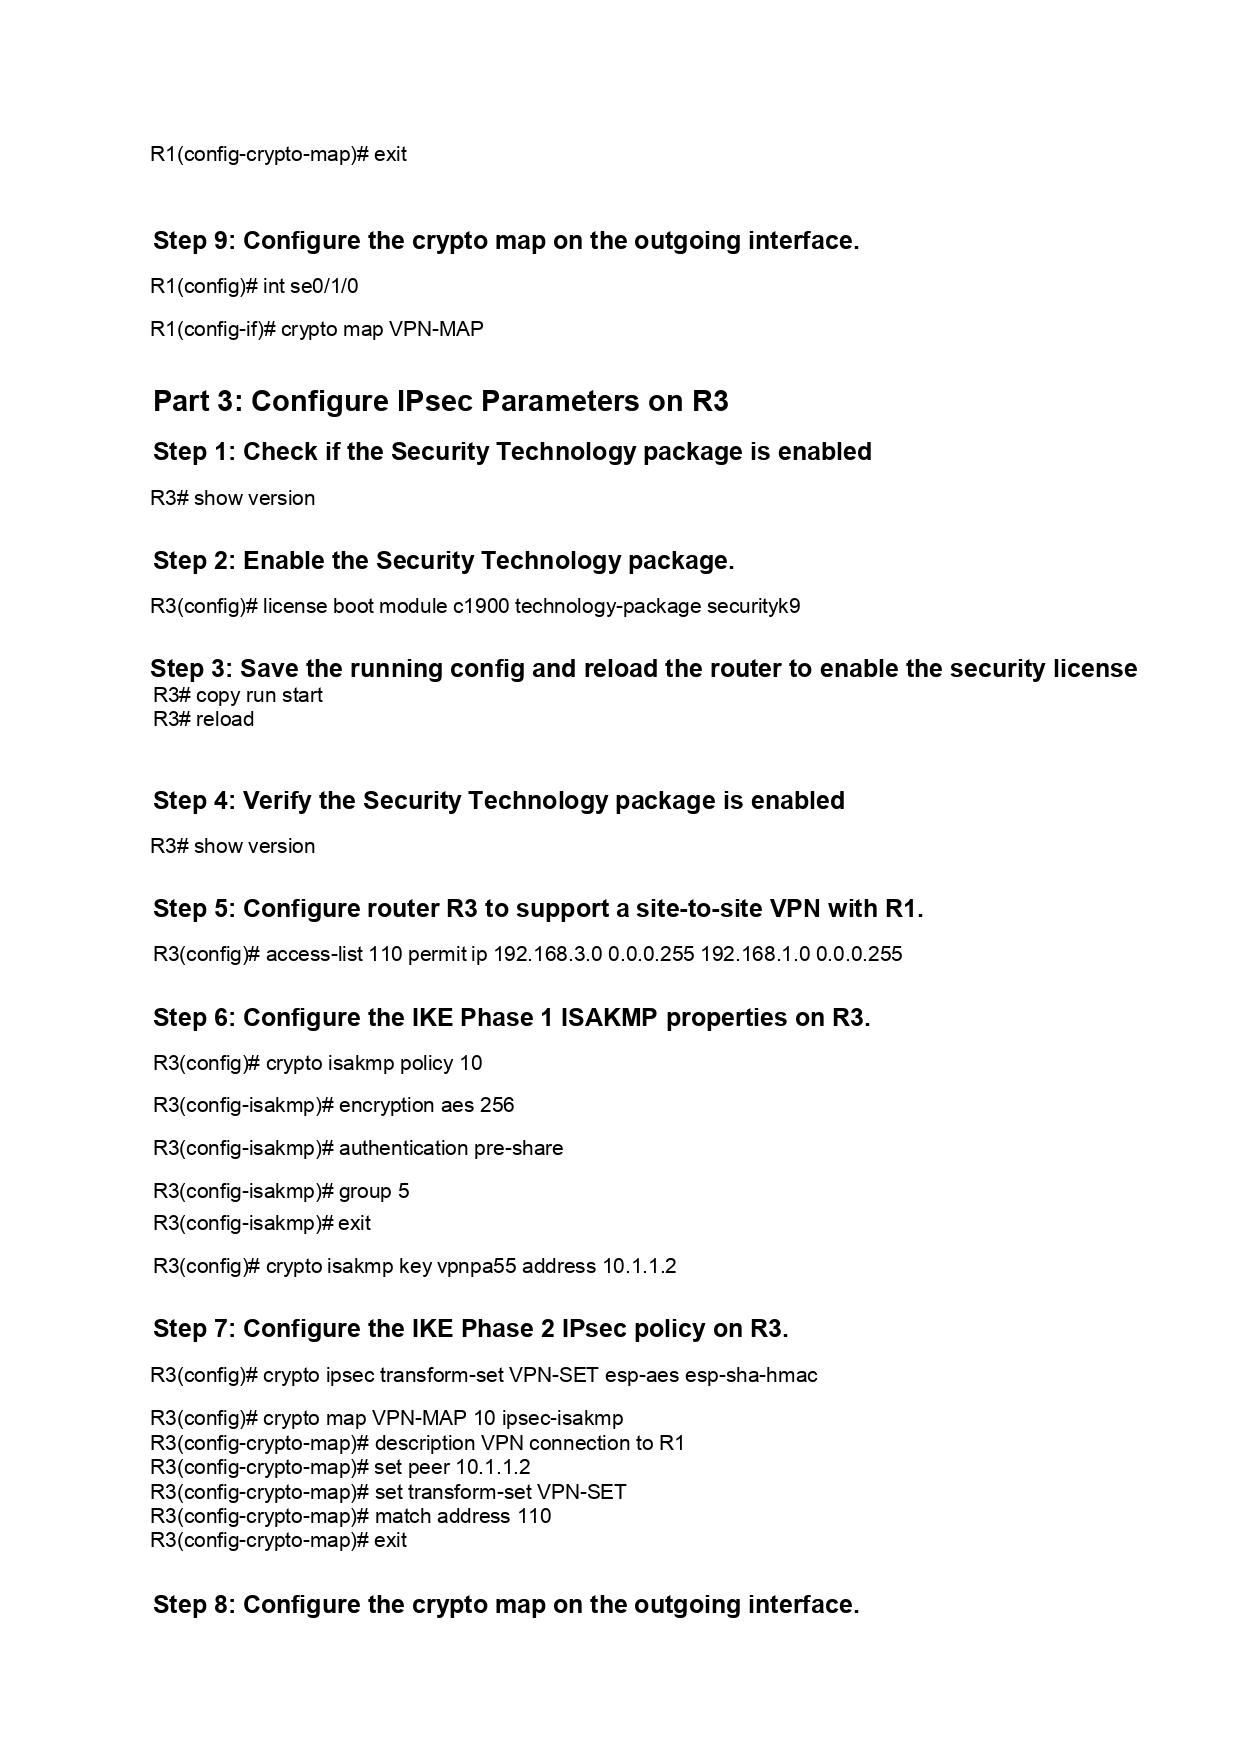 R1(config-crypto-map)# exit
Step 9: Configure the crypto map on the outgoing interface.
R1(config)# int se0/1/0
R1(config-if)# crypto map VPN-MAP
Part 3: Configure IPsec Parameters on R3
Step 1: Check if the Security Technology package is enabled
R3# show version
Step 2: Enable the Security Technology package.
R3(config)# license boot module c1900 technology-package securityk9
Step 3: Save the running config and reload the router to enable the security license
R3# copy run start
R3# reload
Step 4: Verify the Security Technology package is enabled
R3# show version
Step 5: Configure router R3 to support a site-to-site VPN with R1.
R3(config)# access-list 110 permit ip 192.168.3.0 0.0.0.255 192.168.1.0 0.0.0.255
Step 6: Configure the IKE Phase 1 ISAKMP properties on R3.
R3(config)# crypto isakmp policy 10
R3(config-isakmp)# encryption aes 256
R3(config-isakmp)# authentication pre-share
R3(config-isakmp)# group 5
R3(config-isakmp)# exit
R3(config)# crypto isakmp key vpnpa55 address 10.1.1.2
Step 7: Configure the IKE Phase 2 IPsec policy on R3.
R3(config)# crypto ipsec transform-set VPN-SET esp-aes esp-sha-hmac
R3(config)# crypto map VPN-MAP 10 ipsec-isakmp
R3(config-crypto-map)# description VPN connection to R1
R3(config-crypto-map)# set peer 10.1.1.2
R3(config-crypto-map)# set transform-set VPN-SET
R3(config-crypto-map)# match address 110
R3(config-crypto-map)# exit
Step 8: Configure the crypto map on the outgoing interface.